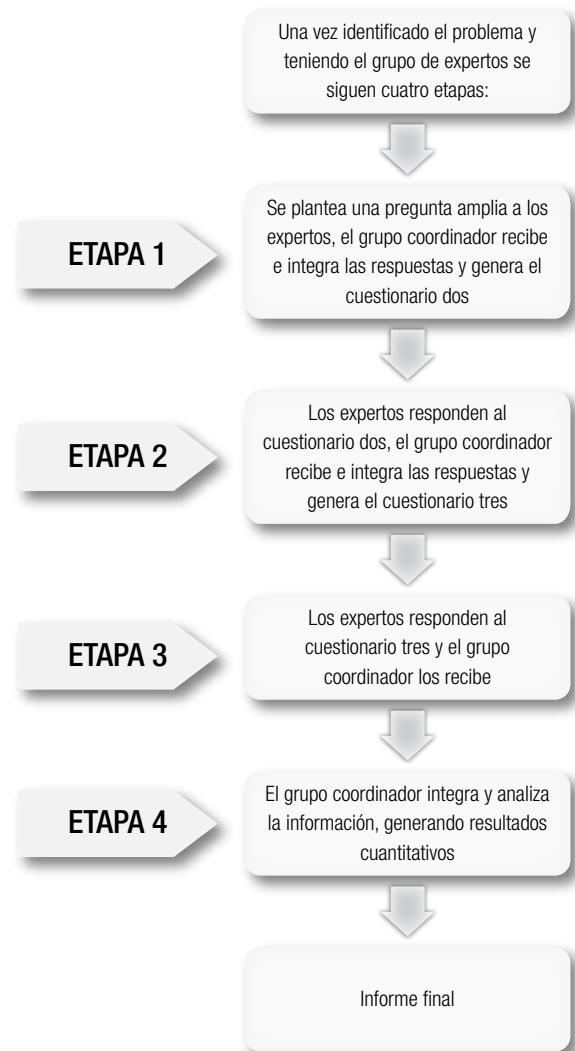 Una vez identificado el problema y
teniendo el grupo de expertos se
siguen cuatro etapas:
ETAPA 1
Se plantea una pregunta amplia a los
expertos, el grupo coordinador recibe
e integra las respuestas y genera el
cuestionario dos
ETAPA 2
Los expertos responden al
cuestionario dos, el grupo coordinador
recibe e integra las respuestas y
genera el cuestionario tres
ETAPA 3
Los expertos responden al
cuestionario tres y el grupo
coordinador los recibe
ETAPA 4
El grupo coordinador integra y analiza
la información, generando resultados
cuantitativos
Informe final